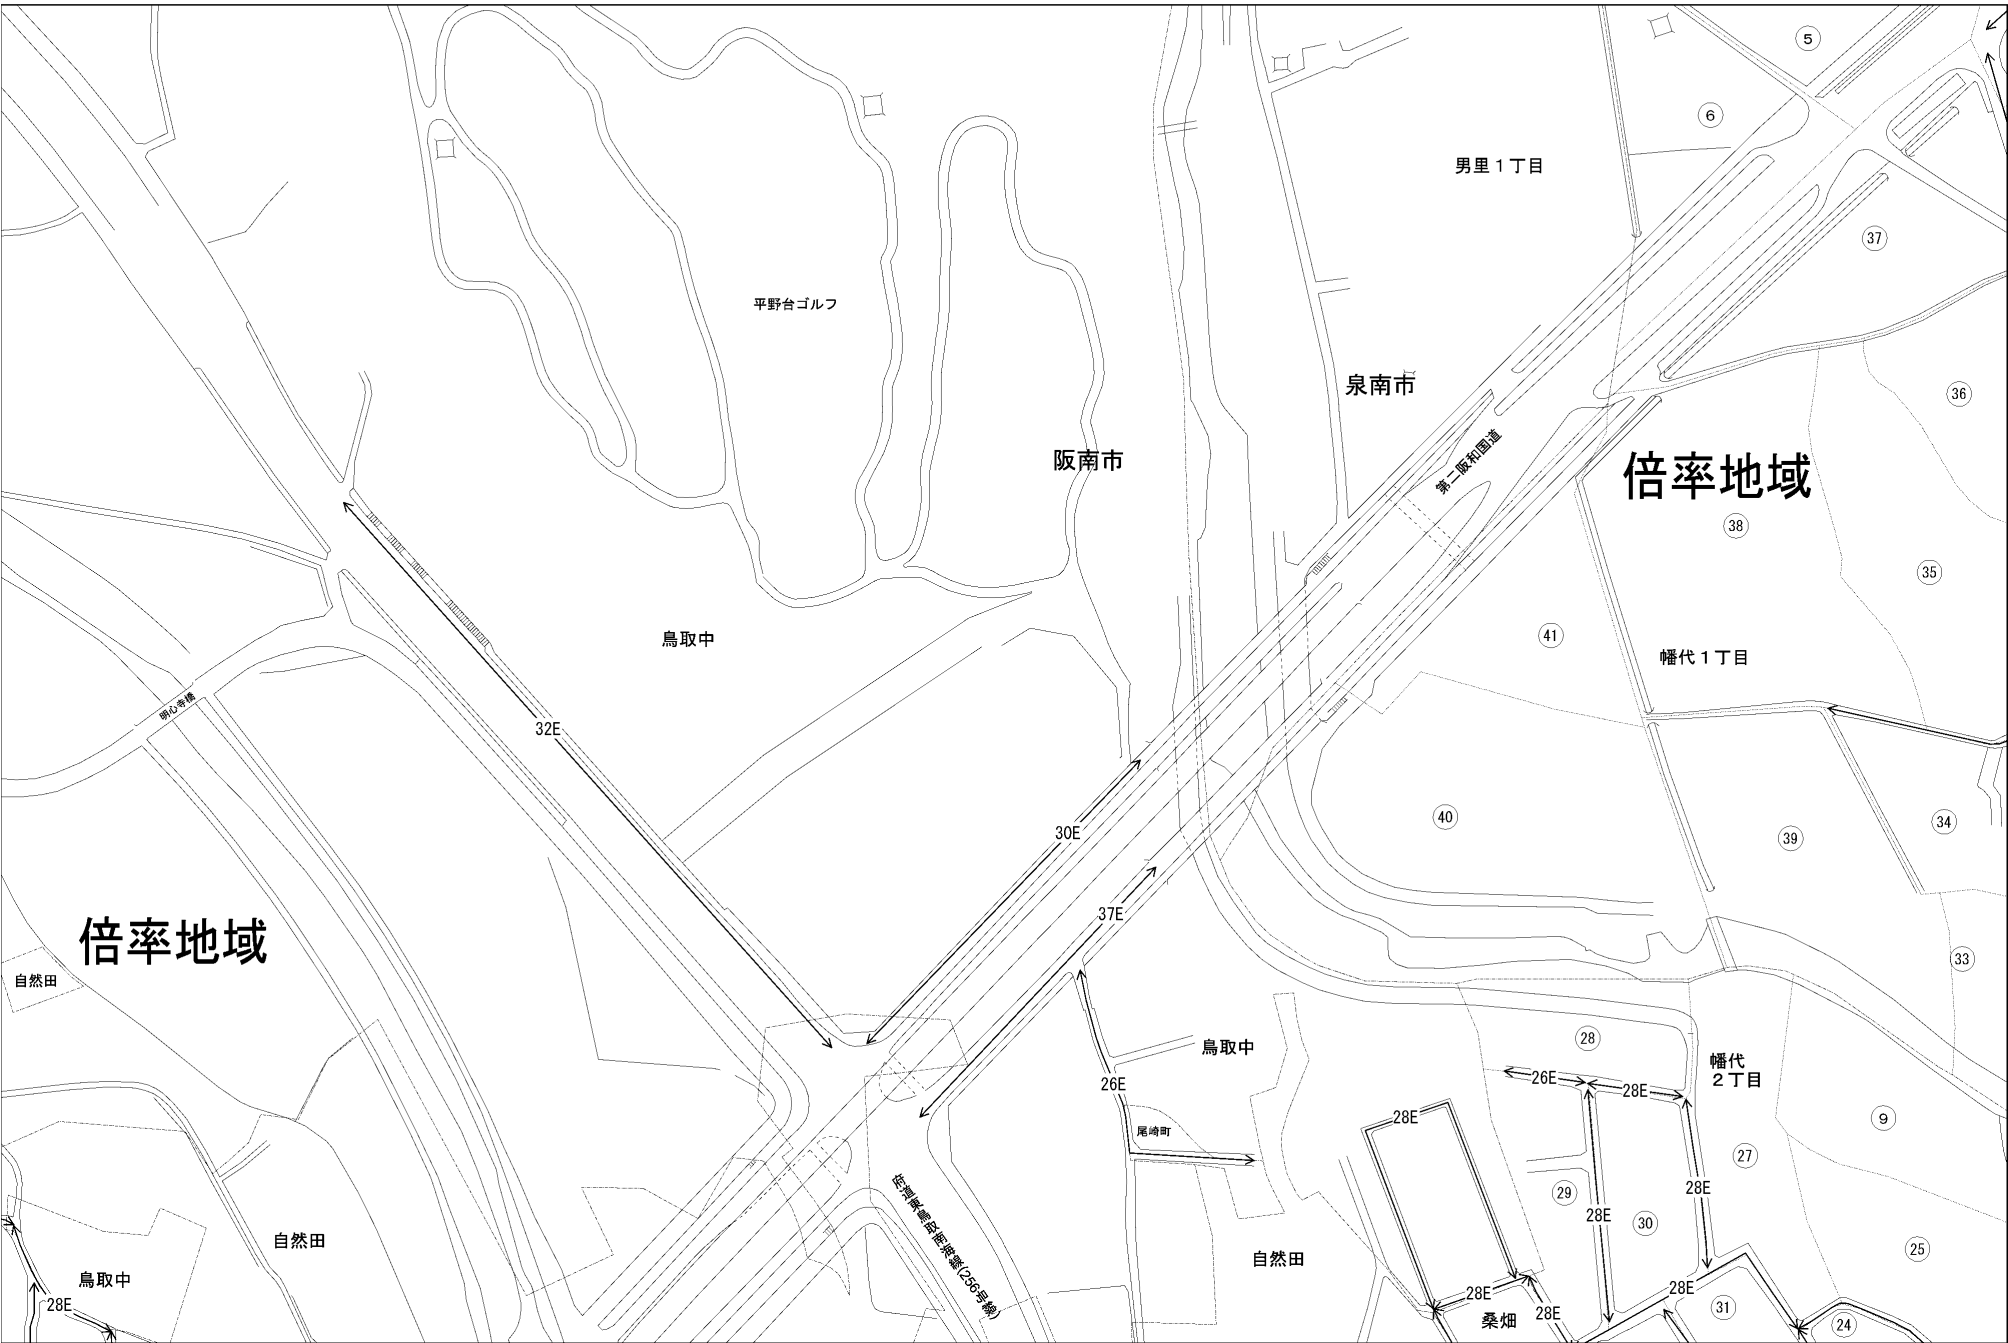 5
6
男里１丁目
37
平野台ゴルフ
泉南市
36
阪南市
第二阪和国道
倍率地域
38
35
鳥取中
41
幡代１丁目
明心寺橋
32E
30E
40
39
34
37E
倍率地域
33
自然田
鳥取中
28
幡代
２丁目
26E
26E
28E
28E
9
尾崎町
27
府道東鳥取南海線(256号線)
29
28E
28E
30
自然田
自然田
25
鳥取中
28E
28E
28E
28E
31
桑畑
24